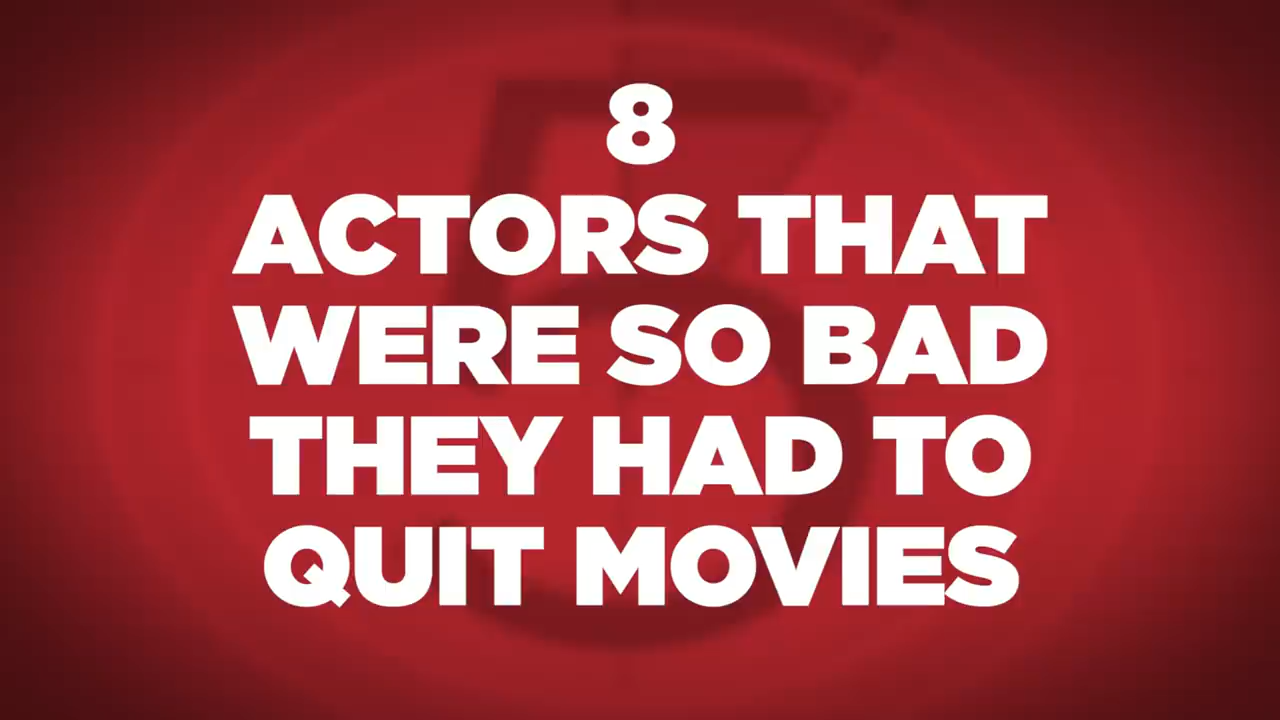 8
ACTORS THAT
WERE SO BAD
THEY HAD TO
QUIT MOVIES